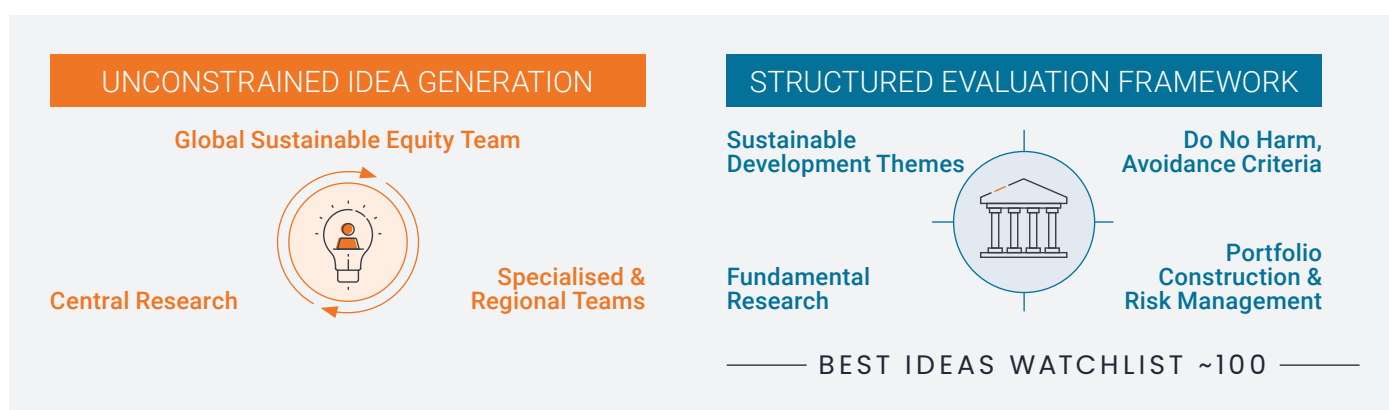 UNCONSTRAINED IDEA GENERATION
Global Sustainable Equity Team
Central Research
Specialised &
Regional Teams
STRUCTURED EVALUATION FRAMEWORK
Sustainable
Development Themes
Do No Harm,
Avoidance Criteria
Fundamental
Research
Portfolio
Construction &
Risk Management
BEST IDEAS WATCHLIST ~100